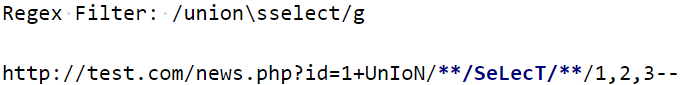 Regex Filter: /union\sselect/g
http://test.com/news.php?id=1+UnIoN/**/SeLecT/**/1,2,3--